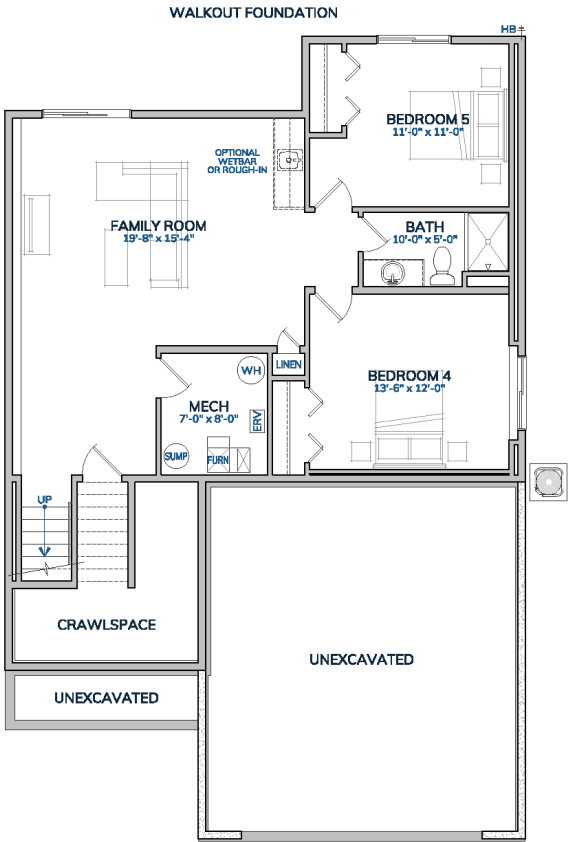 WALKOUT FOUNDATION
HB
BEDROOM 5
11'-0" x 11'-0"
OPTIONAL
WETBAR
OR ROUGH-IN
FAMILY ROOM
19'-8" x 15'-4"
BATH
10'-0" x 5'-0"
LINEN
WH
BEDROOM 4
13'-6" x 12'-0"
MECH
7'-0" x 8'-0"
ERV
SUMP
FURN
UP
CRAWLSPACE
UNEXCAVATED
UNEXCAVATED